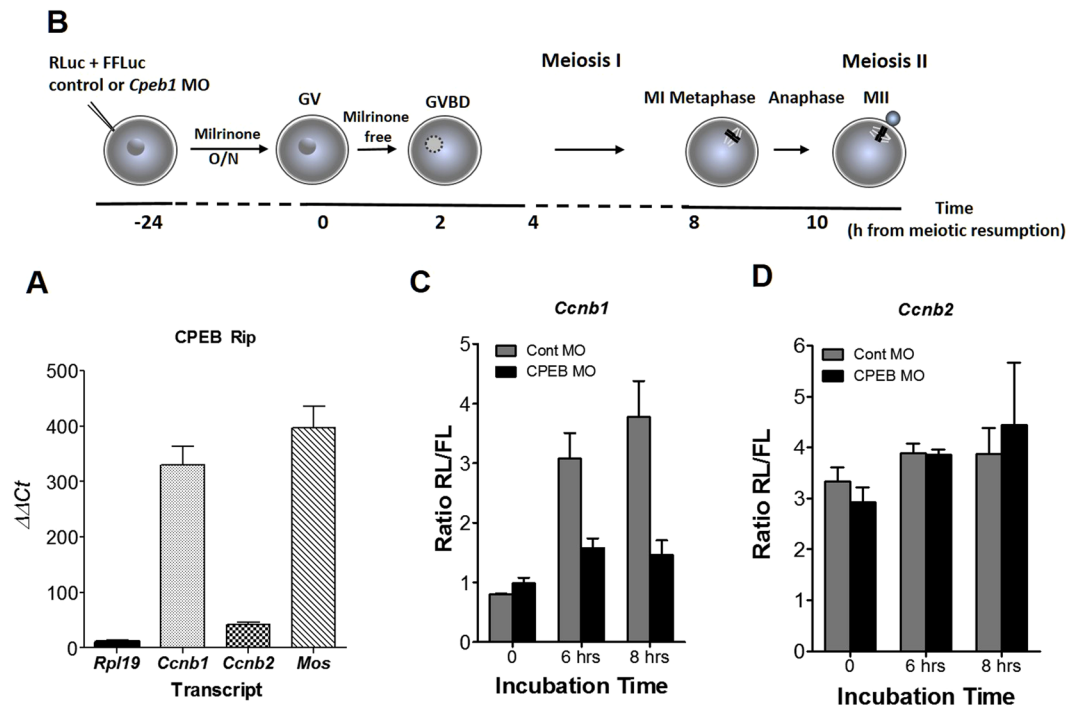 B
RLuc + FFLuc
control or Cpeb1 MO
Milrinone
O/N
GV
Milrinone
free
GVBD
Meiosis I
MI Metaphase
Anaphase
Meiosis II
MII
-24
0
2
4
8
10
Time
(h from meiotic resumption)
A
CPEB Rip
ΔΔCt
500
400
300
200
100
0
Rpl19 Ccnb1 Ccnb2 Mos
Transcript
C
Ccnb1
Cont MO
CPEB MO
Ratio RL/FL
5
4
3
2
1
0
0 6 hrs 8 hrs
Incubation Time
D
Ccnb2
Cont MO
CPEB MO
Ratio RL/FL
6
5
4
3
2
1
0
0 6 hrs 8 hrs
Incubation Time